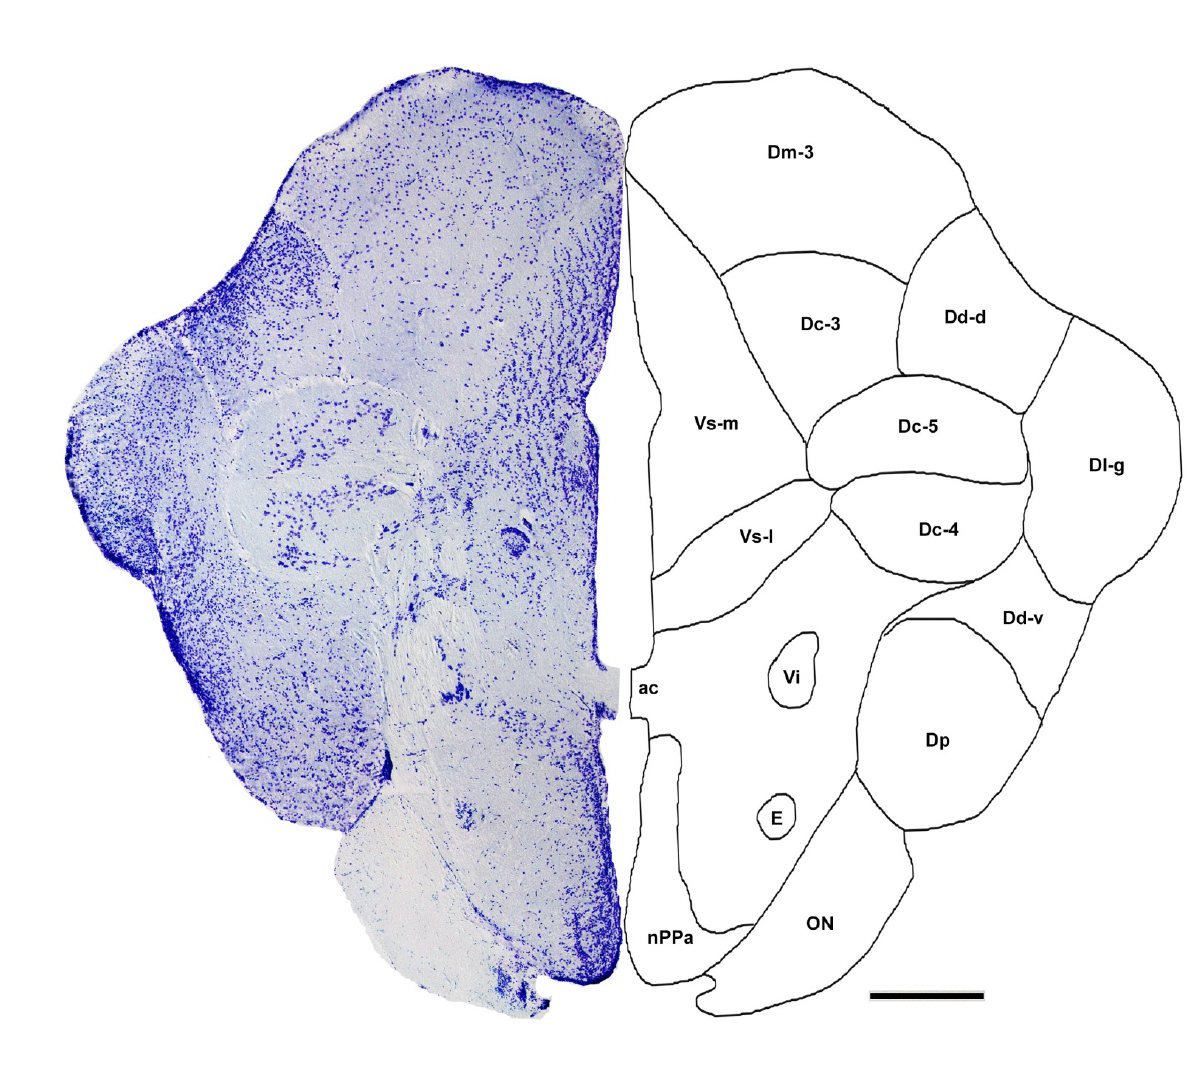 Dm-3
Dc-3
Dd-d
Vs-m
Dc-5
Dl-g
Vs-l
Dc-4
Dd-v
Vi
ac
Dp
E
nPPa
ON